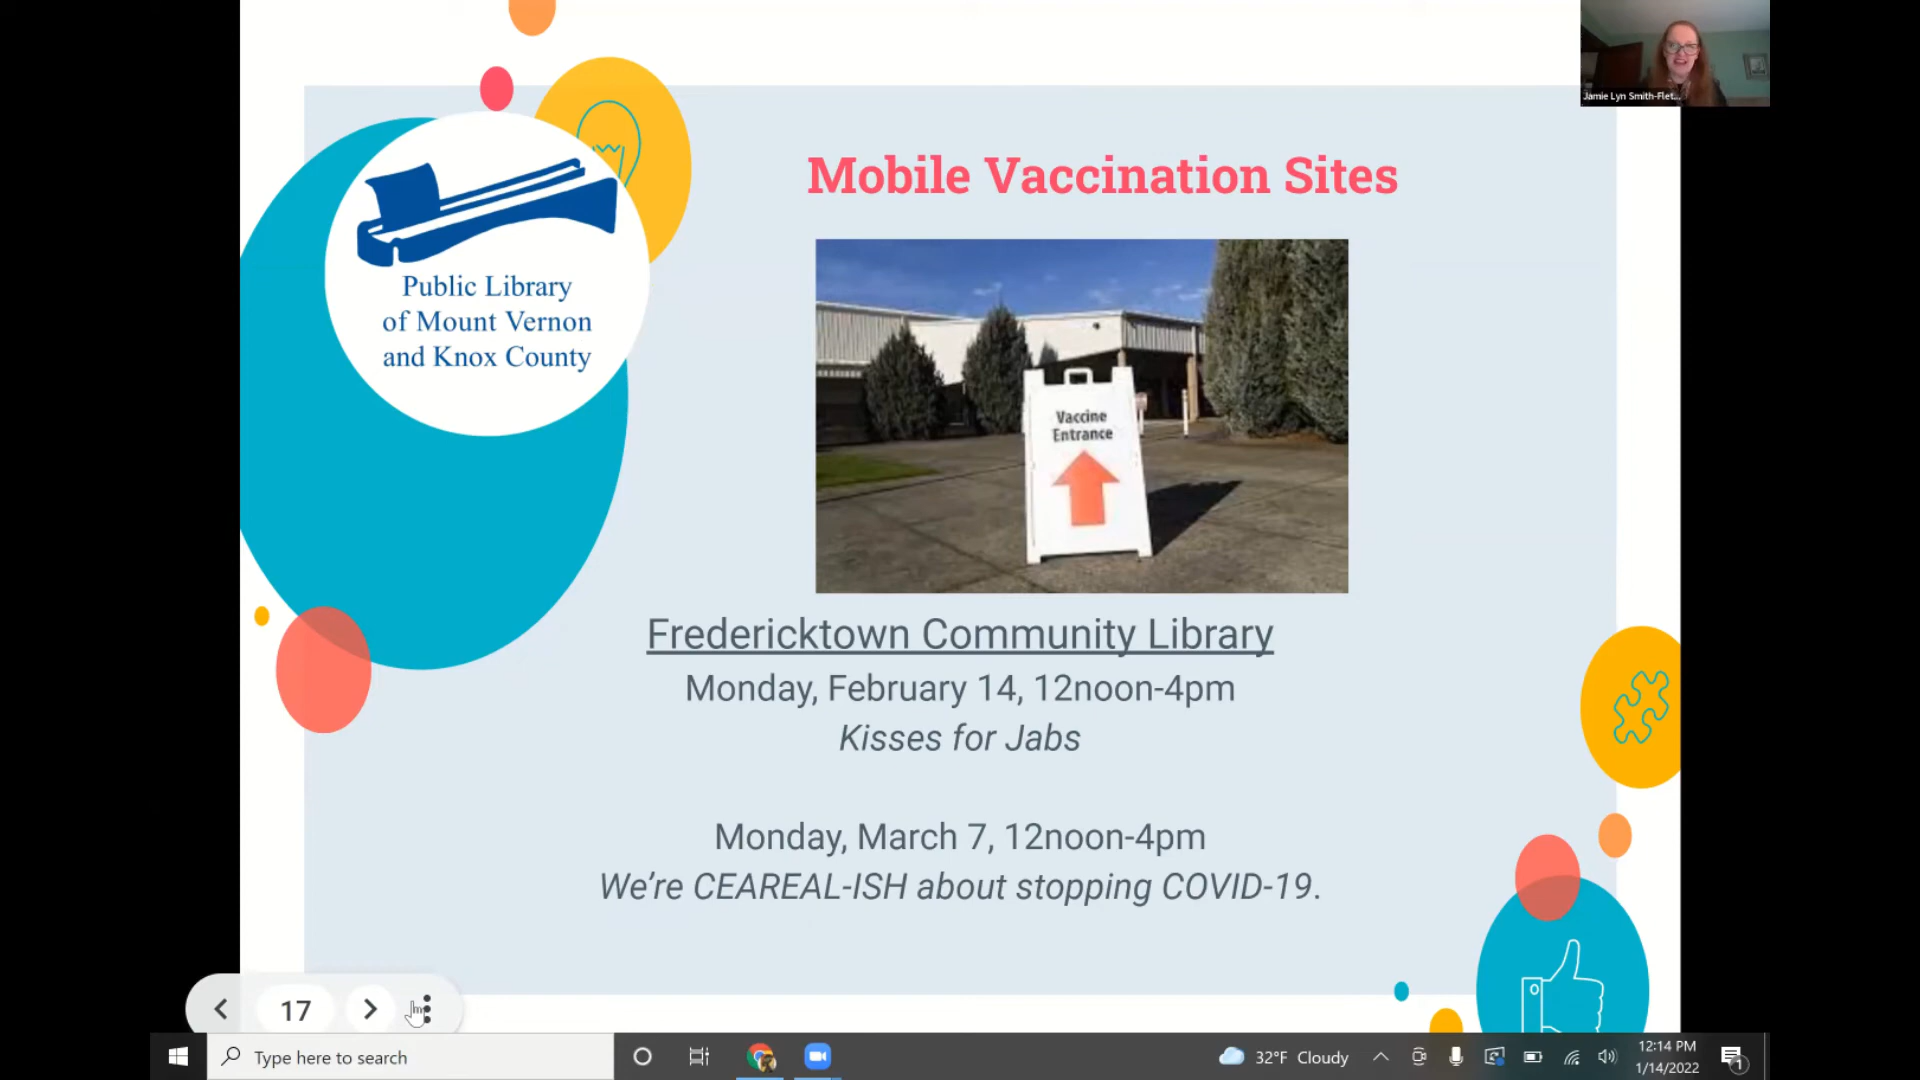 Jamie Lyn Smith-Flet...
Mobile Vaccination Sites
Public Library
of Mount Vernon
and Knox County
Vaccine
Entrance
Fredericktown Community Library
Monday, February 14, 12noon-4pm
Kisses for Jabs
Monday, March 7, 12noon-4pm
We're CEAREAL-ISH about stopping COVID-19.
17
Type here to search
32°F Cloudy
12:14 PM
1/14/2022
1